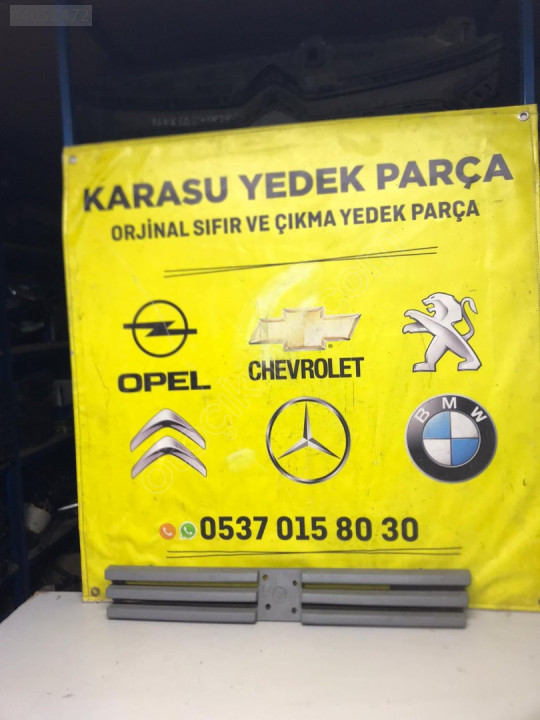 KARASU YEDEK PARÇA
ORJİNAL SIFIR VE ÇIKMA YEDEK PARÇA
OPEL
CHEVROLET
BMW
0537 015 80 30